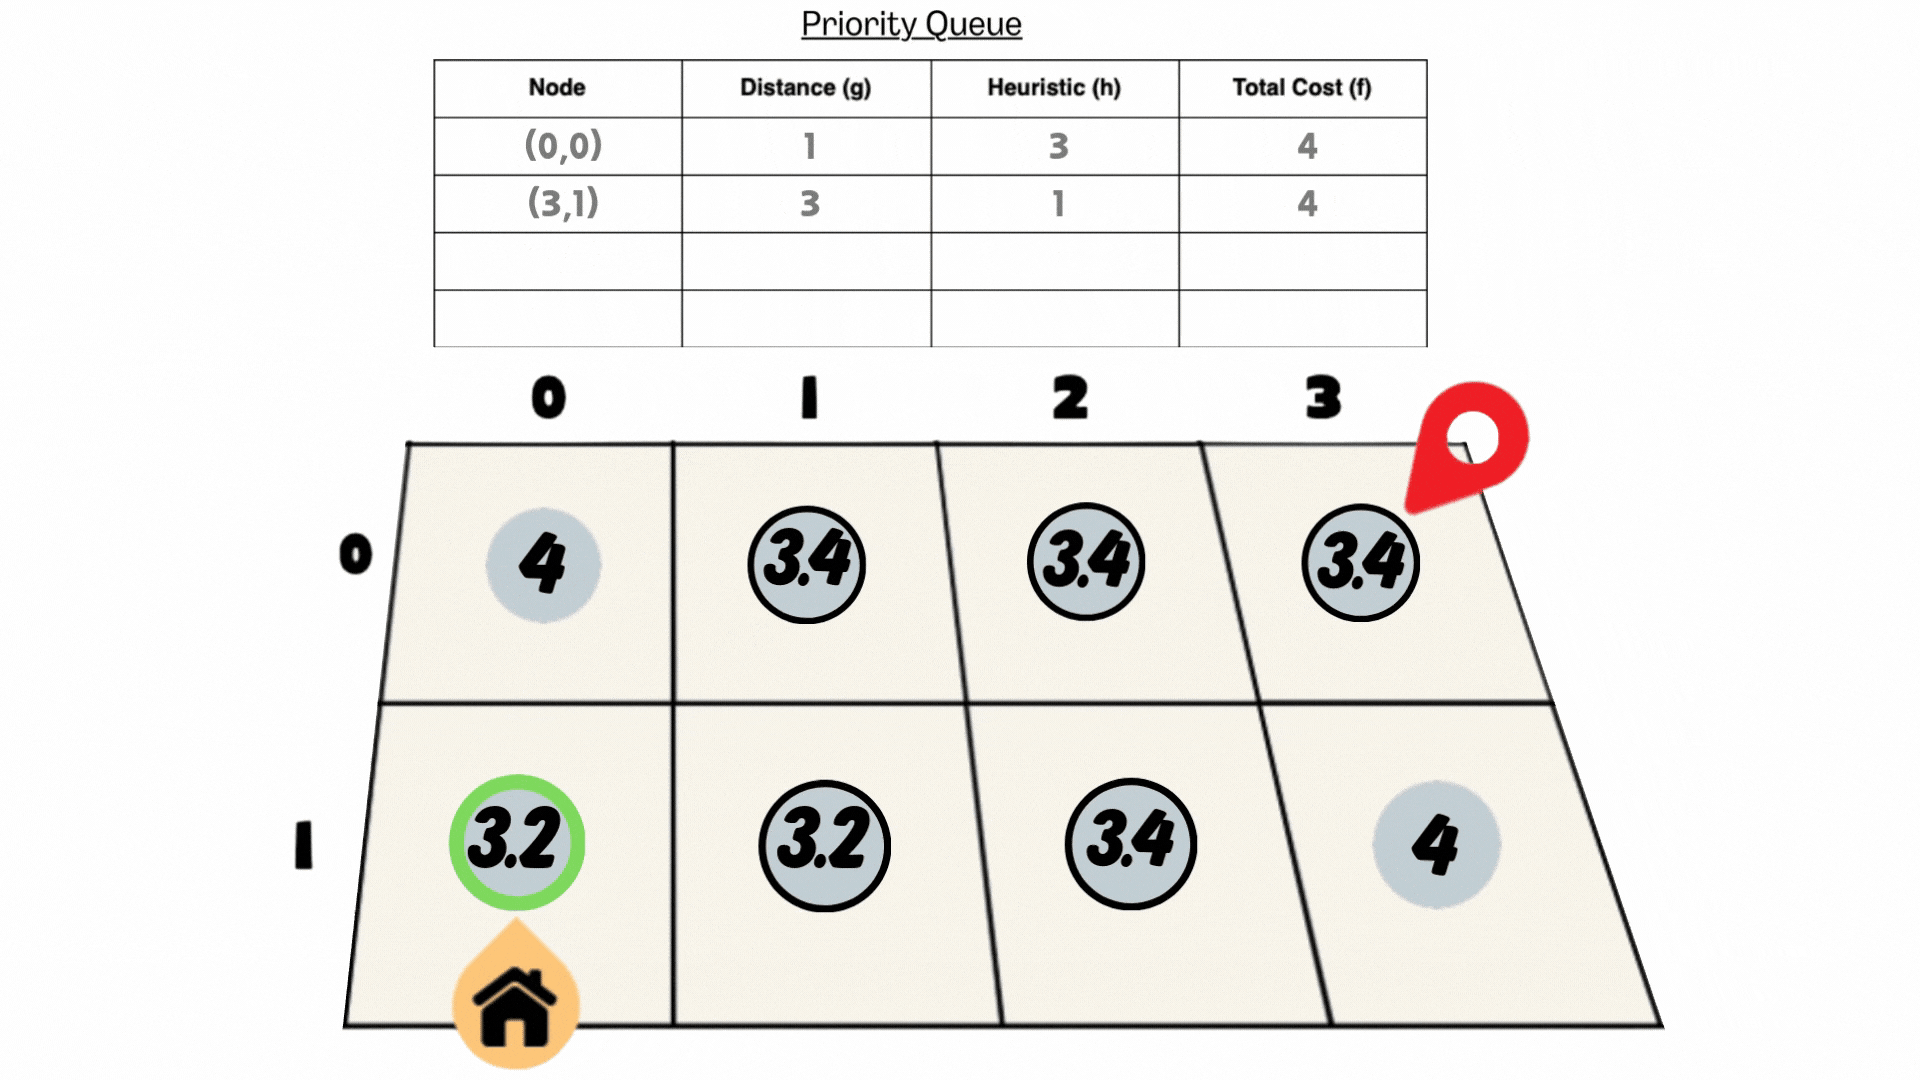 Priority Queue
Node Distance (g) Heuristic (h) Total Cost (f)
(0,0) 1 3 4
(3,1) 3 1 4
0 1 2 3
0 4 3.4 3.4 3.4
1 3.2 3.2 3.4 4